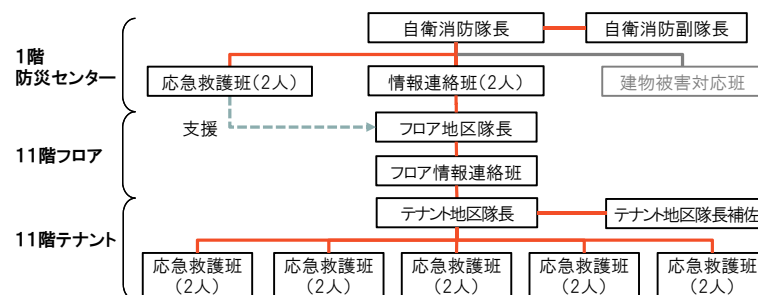 自衛消防隊長
自衛消防副隊長
1階
防災センター
応急救護班(2人)
情報連絡班(2人)
建物被害対応班
支援
フロア地区隊長
11階フロア
フロア情報連絡班
テナント地区隊長
テナント地区隊長補佐
11階テナント
応急救護班
(2人)
応急救護班
(2人)
応急救護班
(2人)
応急救護班
(2人)
応急救護班
(2人)